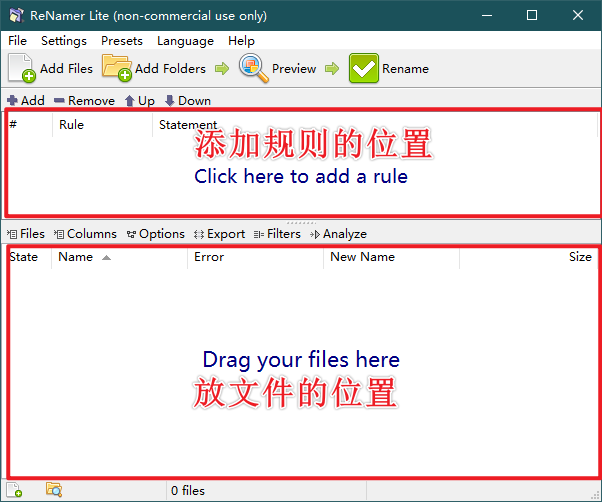 ReNamer Lite (non-commercial use only)
File Settings Presets Language Help
Add Files Add Folders Preview Rename
Add Remove Up Down
# Rule Statement
添加规则的位置
Click here to add a rule
Files Columns Options Export Filters Analyze
State Name Error New Name Size
Drag your files here
放文件的位置
0 files